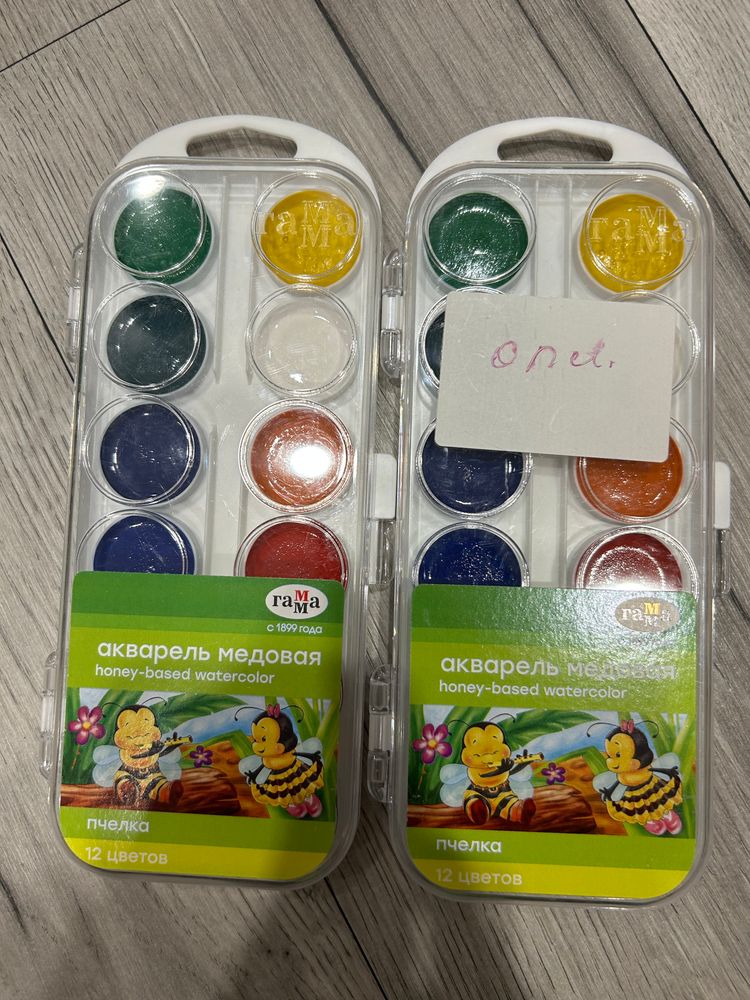 гамма
гамма
опт.
гамма
с 1899 года
акварель медовая
honey-based watercolor
пчелка
12 цветов
гамма
акварель медовая
honey-based watercolor
пчелка
12 цветов